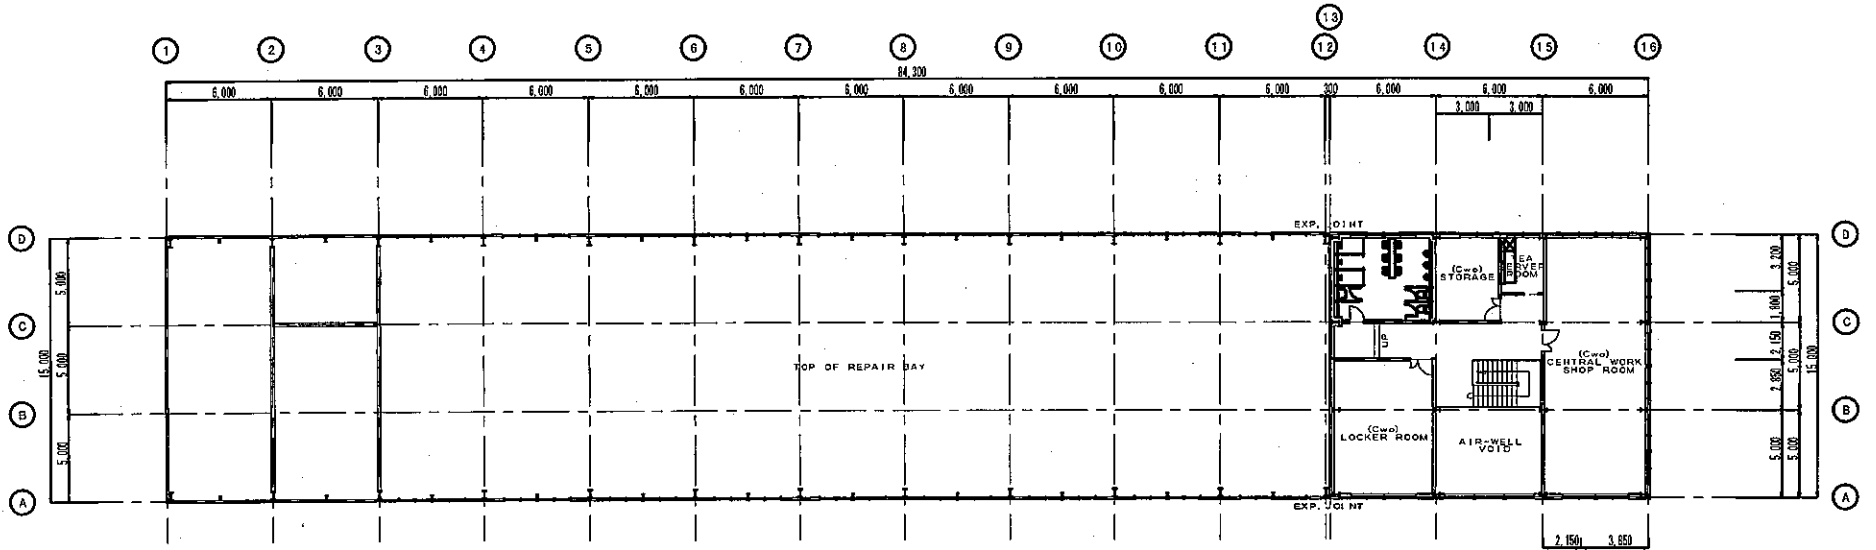 13
1 2 3 4 5 6 7 8 9 10 11 12 14 15 16
84,300
6,000 6,000 6,000 6,000 6,000 6,000 6,000 6,000 6,000 6,000 6,000 300 6,000 6,000 6,000
3,000 3,000
EXP. JOINT
D D
5,000 3,200 5,000
(Cwo)
STORAGE
TEA
SERVER
ROOM
1,800
C C
UP
2,150
15,000 5,000 5,000 15,000
TOP OF REPAIR BAY
(Cwo)
CENTRAL WORK
SHOP ROOM
2,850
B B
(Cwo)
LOCKER ROOM
AIR-WELL
VOID
5,000 5,000 5,000
A A
EXP. JOINT
2,150 3,850